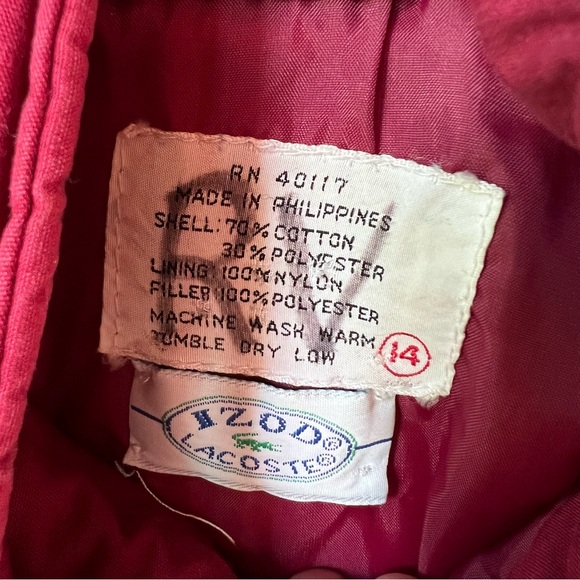 RN 40117
MADE IN PHILIPPINES
SHELL: 70% COTTON
30% POLYESTER
LINING: 100% NYLON
FILLER 100% POLYESTER
MACHINE WASH WARM
TUMBLE DRY LOW
14
IZOD®
LACOSTE®